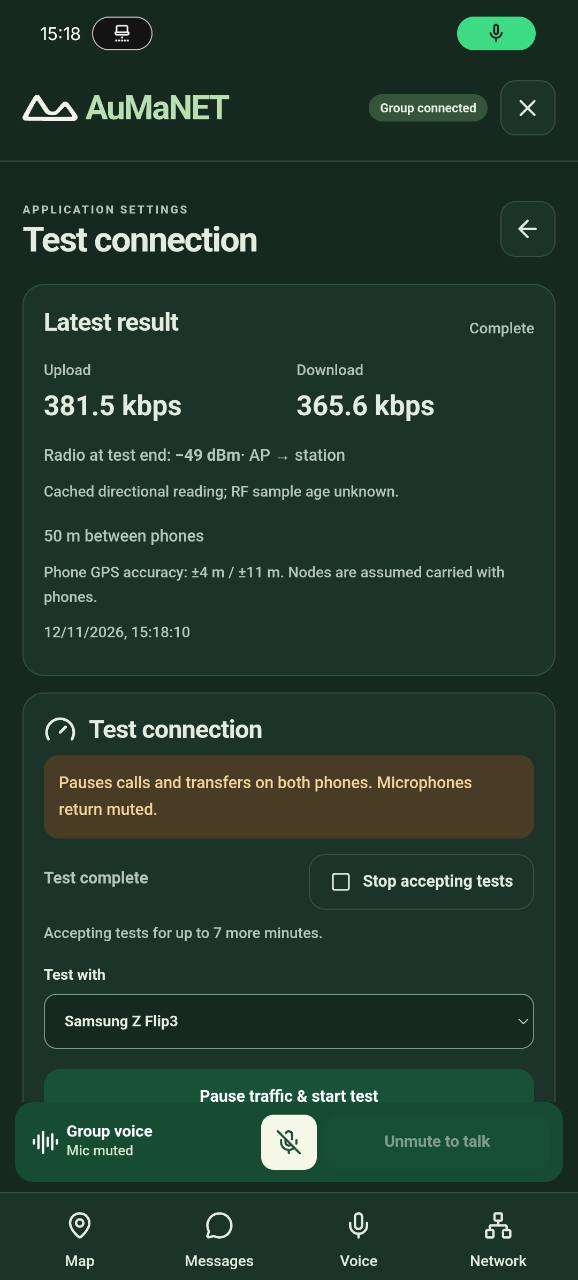 15:18
AuMaNET
Group connected
APPLICATION SETTINGS
Test connection
Latest result
Complete
Upload
Download
381.5 kbps
365.6 kbps
Radio at test end: −49 dBm· AP → station
Cached directional reading; RF sample age unknown.
50 m between phones
Phone GPS accuracy: ±4 m / ±11 m. Nodes are assumed carried with
phones.
12/11/2026, 15:18:10
Test connection
Pauses calls and transfers on both phones. Microphones
return muted.
Test complete
Stop accepting tests
Accepting tests for up to 7 more minutes.
Test with
Samsung Z Flip3
Pause traffic & start test
Group voice
Mic muted
Unmute to talk
Map
Messages
Voice
Network